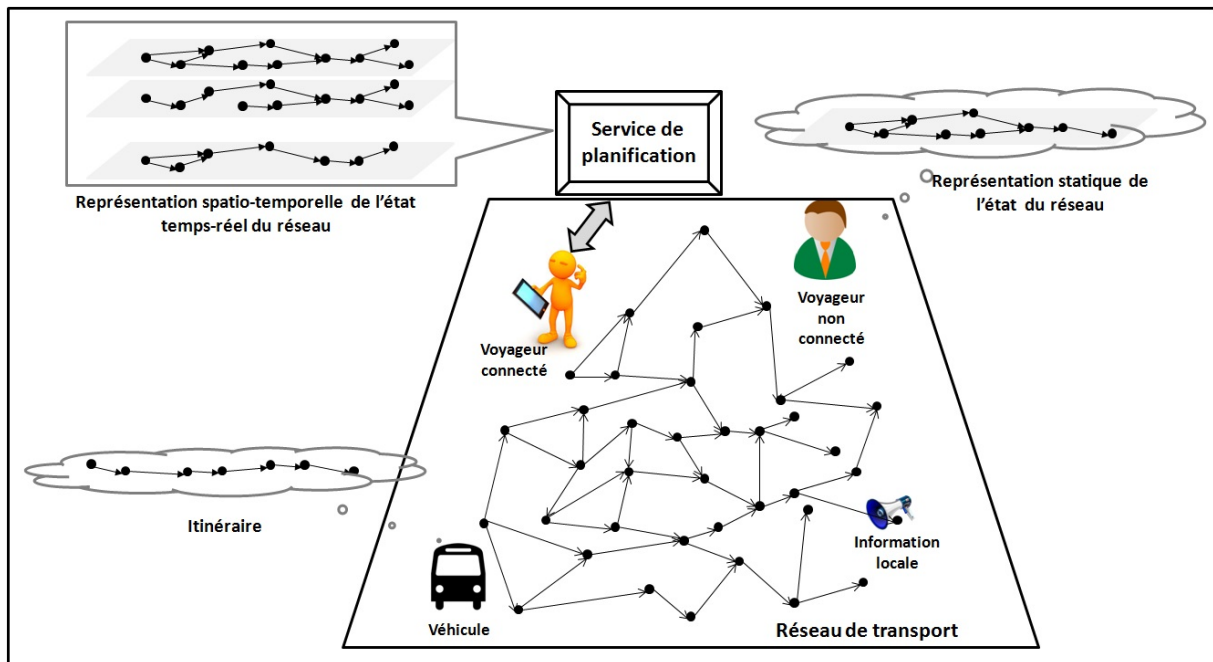 Service de
planification
Représentation spatio-temporelle de l'état
temps-réel du réseau
Représentation statique de
l'état du réseau
Voyageur
connecté
Voyageur
non
connecté
Itinéraire
Information
locale
Véhicule
Réseau de transport